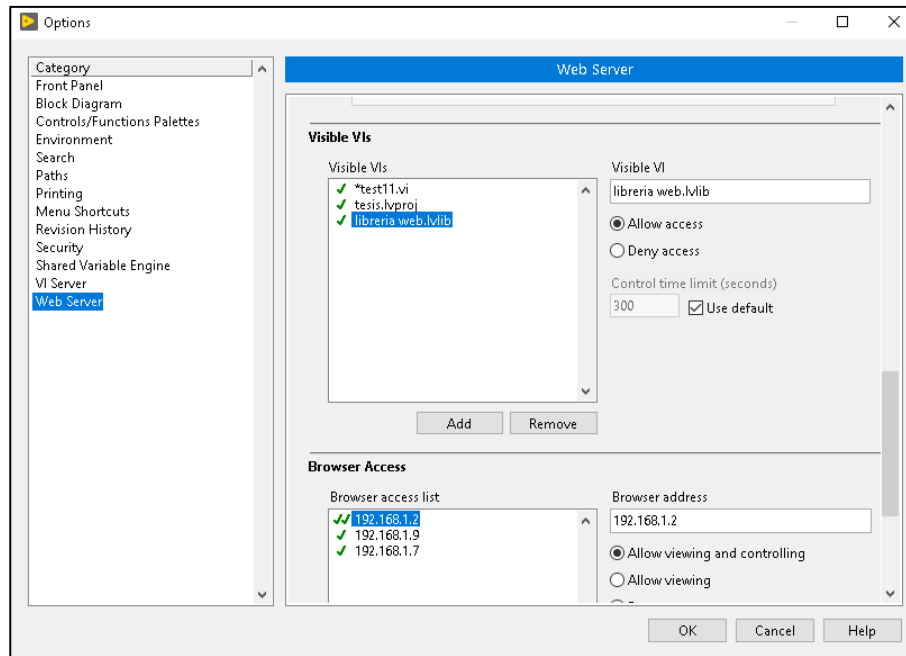 Options
Category
Front Panel
Block Diagram
Controls/Functions Palettes
Environment
Search
Paths
Printing
Menu Shortcuts
Revision History
Security
Shared Variable Engine
VI Server
Web Server
Web Server
Visible VIs
Visible VIs
*test11.vi
tesis.lvproj
libreria web.lvlib
Add
Remove
Visible VI
libreria web.lvlib
Allow access
Deny access
Control time limit (seconds)
300
Use default
Browser Access
Browser access list
192.168.1.2
192.168.1.9
192.168.1.7
Browser address
192.168.1.2
Allow viewing and controlling
Allow viewing
OK
Cancel
Help